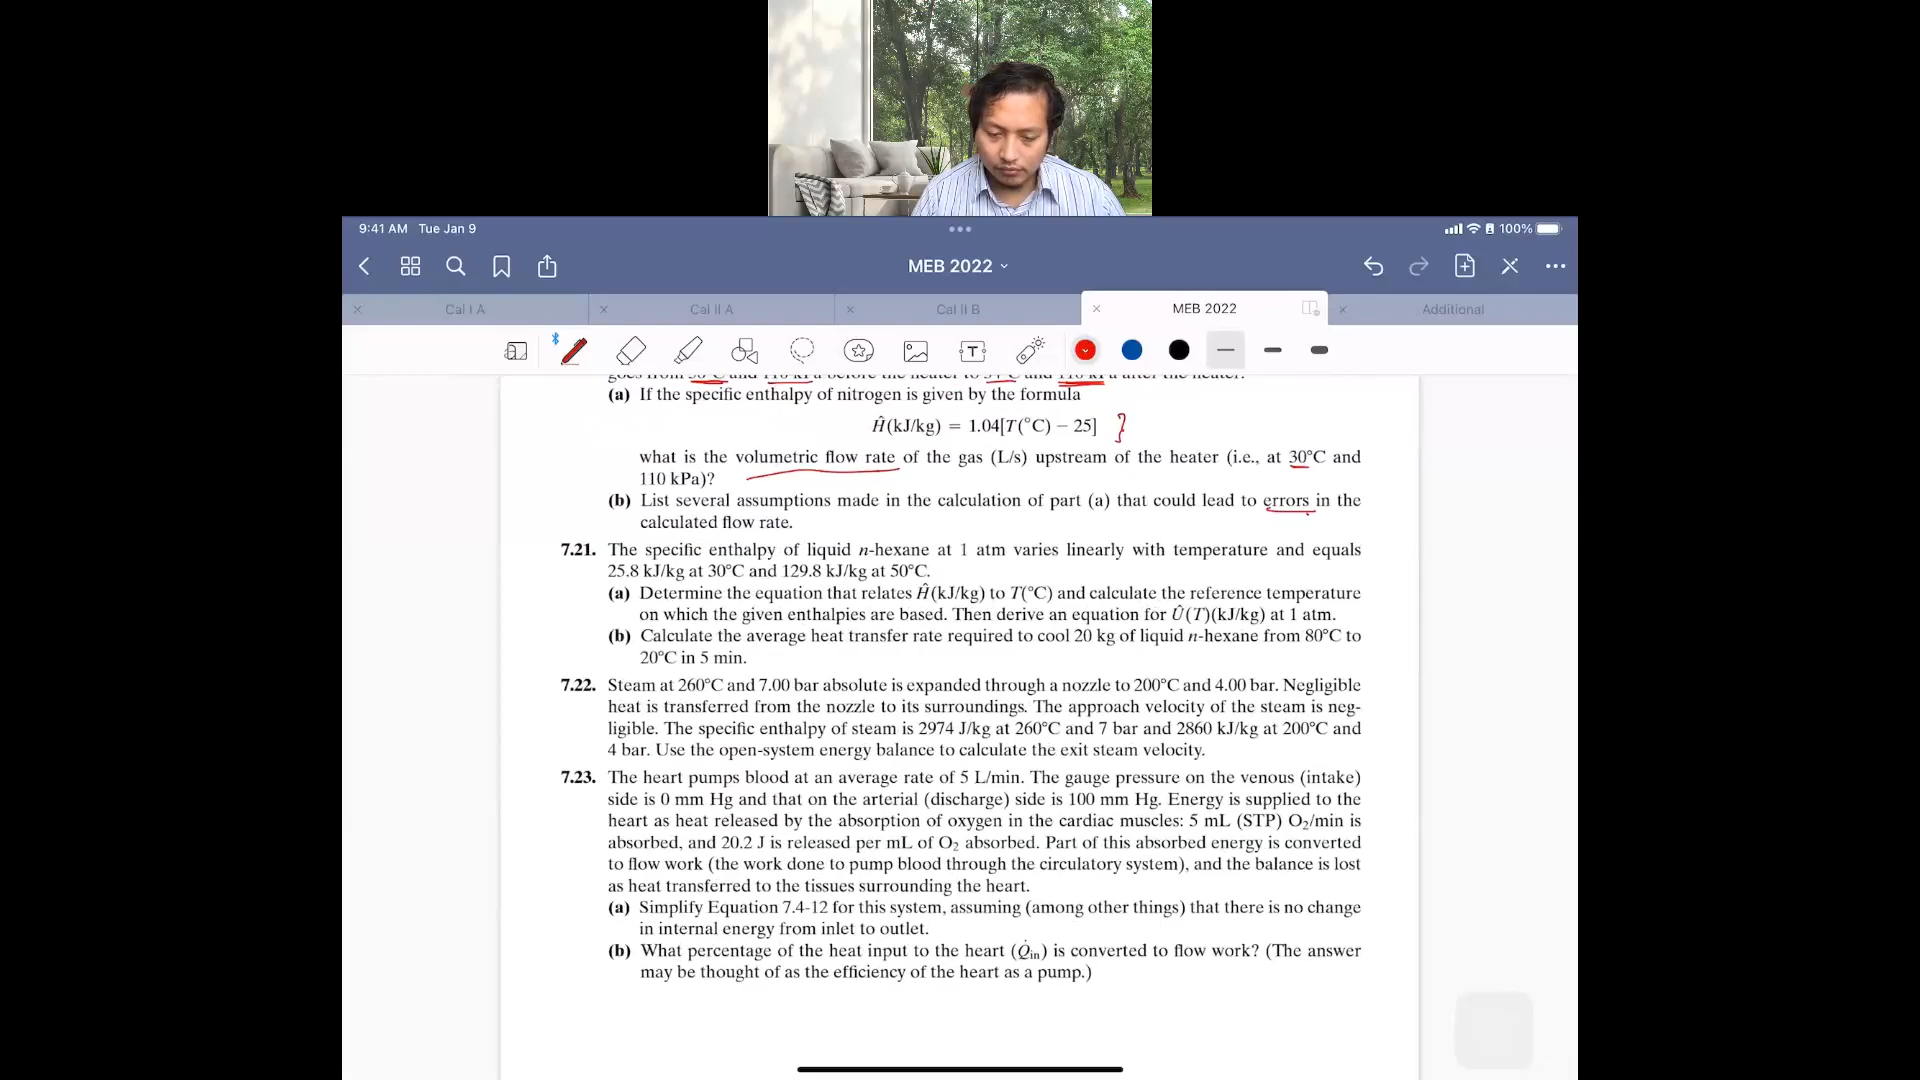 9:41 AM Tue Jan 9
100%
MEB 2022
Cal I A
Cal II A
Cal II B
MEB 2022
Additional
T
goes from 30°C and 110 kPa before the heater to 34°C and 110 kPa after the heater.
(a) If the specific enthalpy of nitrogen is given by the formula
Ĥ(kJ/kg) = 1.04[T(°C) − 25]
what is the volumetric flow rate of the gas (L/s) upstream of the heater (i.e., at 30°C and
110 kPa)?
(b) List several assumptions made in the calculation of part (a) that could lead to errors in the
calculated flow rate.
7.21. The specific enthalpy of liquid n-hexane at 1 atm varies linearly with temperature and equals
25.8 kJ/kg at 30°C and 129.8 kJ/kg at 50°C.
(a) Determine the equation that relates Ĥ(kJ/kg) to T(°C) and calculate the reference temperature
on which the given enthalpies are based. Then derive an equation for Û(T)(kJ/kg) at 1 atm.
(b) Calculate the average heat transfer rate required to cool 20 kg of liquid n-hexane from 80°C to
20°C in 5 min.
7.22. Steam at 260°C and 7.00 bar absolute is expanded through a nozzle to 200°C and 4.00 bar. Negligible
heat is transferred from the nozzle to its surroundings. The approach velocity of the steam is neg-
ligible. The specific enthalpy of steam is 2974 J/kg at 260°C and 7 bar and 2860 kJ/kg at 200°C and
4 bar. Use the open-system energy balance to calculate the exit steam velocity.
7.23. The heart pumps blood at an average rate of 5 L/min. The gauge pressure on the venous (intake)
side is 0 mm Hg and that on the arterial (discharge) side is 100 mm Hg. Energy is supplied to the
heart as heat released by the absorption of oxygen in the cardiac muscles: 5 mL (STP) O₂/min is
absorbed, and 20.2 J is released per mL of O₂ absorbed. Part of this absorbed energy is converted
to flow work (the work done to pump blood through the circulatory system), and the balance is lost
as heat transferred to the tissues surrounding the heart.
(a) Simplify Equation 7.4-12 for this system, assuming (among other things) that there is no change
in internal energy from inlet to outlet.
(b) What percentage of the heat input to the heart (Q̇in) is converted to flow work? (The answer
may be thought of as the efficiency of the heart as a pump.)